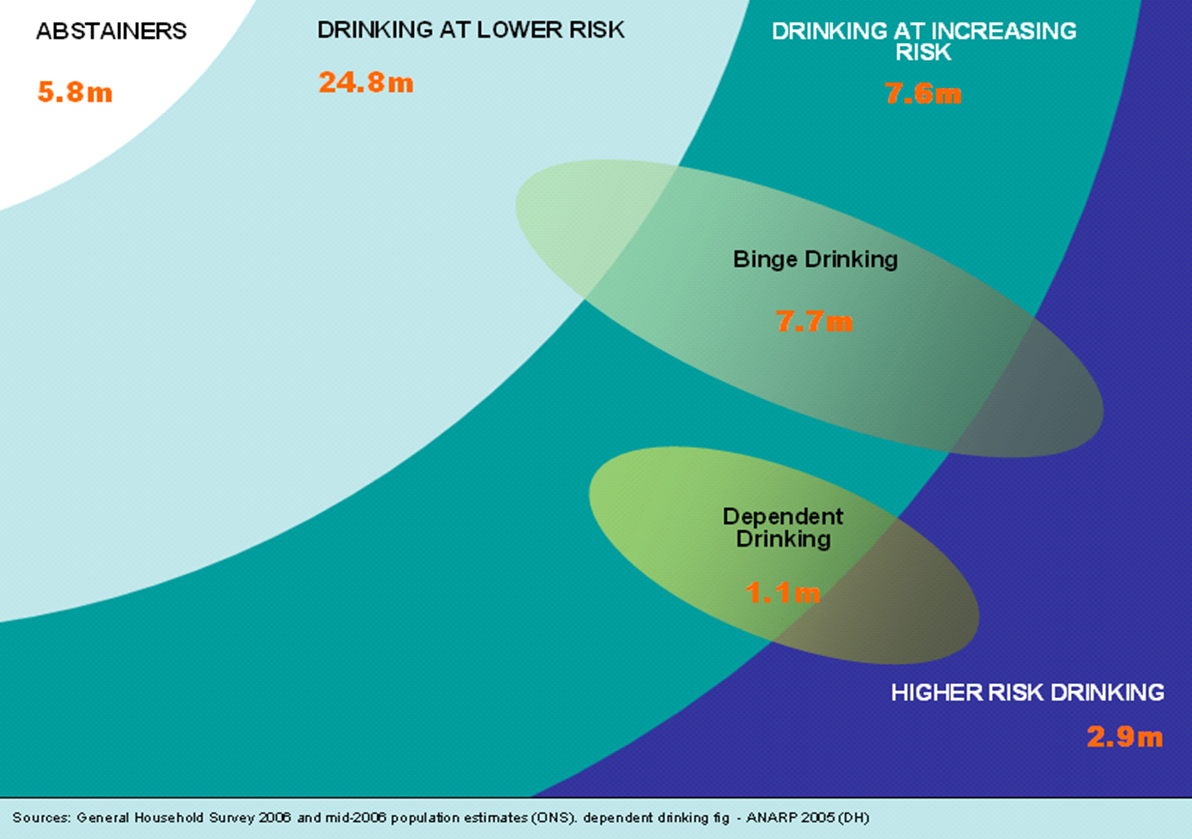 ABSTAINERS
5.8m
DRINKING AT LOWER RISK
24.8m
DRINKING AT INCREASING
RISK
7.6m
Binge Drinking
7.7m
Dependent
Drinking
1.1m
HIGHER RISK DRINKING
2.9m
Sources: General Household Survey 2006 and mid-2006 population estimates (ONS). dependent drinking fig - ANARP 2005 (DH)